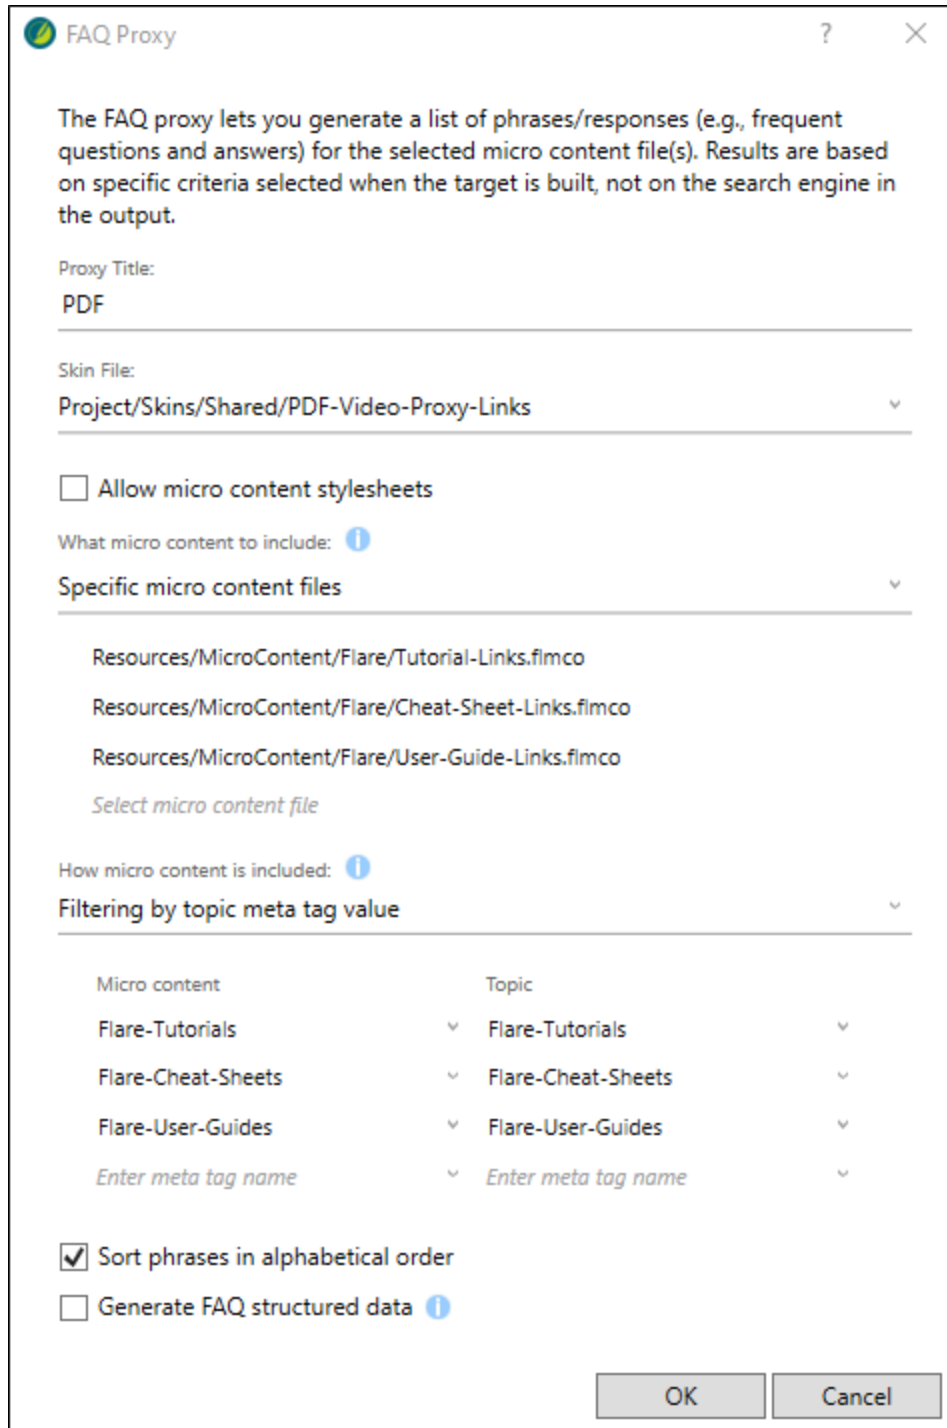 FAQ Proxy
?
The FAQ proxy lets you generate a list of phrases/responses (e.g., frequent
questions and answers) for the selected micro content file(s). Results are based
on specific criteria selected when the target is built, not on the search engine in
the output.
Proxy Title:
PDF
Skin File:
Project/Skins/Shared/PDF-Video-Proxy-Links
Allow micro content stylesheets
What micro content to include:
Specific micro content files
Resources/MicroContent/Flare/Tutorial-Links.flmco
Resources/MicroContent/Flare/Cheat-Sheet-Links.flmco
Resources/MicroContent/Flare/User-Guide-Links.flmco
Select micro content file
How micro content is included:
Filtering by topic meta tag value
Micro content Topic
Flare-Tutorials Flare-Tutorials
Flare-Cheat-Sheets Flare-Cheat-Sheets
Flare-User-Guides Flare-User-Guides
Enter meta tag name Enter meta tag name
Sort phrases in alphabetical order
Generate FAQ structured data
OK Cancel